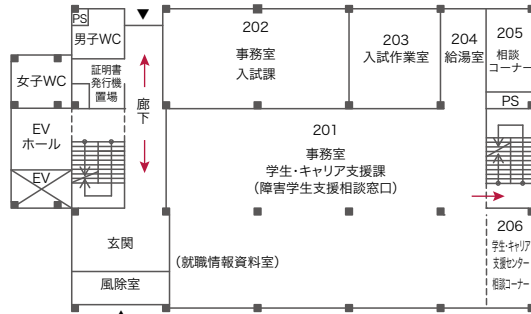 PS
男子WC
女子WC
証明書
発行機
置場
廊下
EV
ホール
EV
玄関
風除室
202
事務室
入試課
203
入試作業室
204
給湯室
205
相談
コーナー
PS
201
事務室
学生・キャリア支援課
(障害学生支援相談窓口)
(就職情報資料室)
206
学生・キャリア
支援センター
相談コーナー